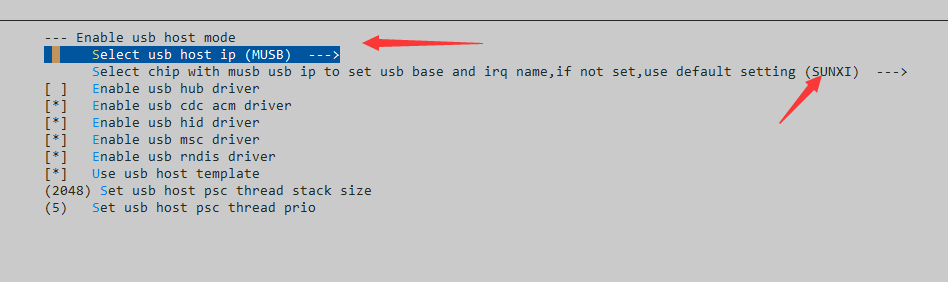 --- Enable usb host mode
Select usb host ip (MUSB)  --->
Select chip with musb usb ip to set usb base and irq name,if not set,use default setting (SUNXI)  --->
[ ]   Enable usb hub driver
[*]   Enable usb cdc acm driver
[*]   Enable usb hid driver
[*]   Enable usb msc driver
[*]   Enable usb rndis driver
[*]   Use usb host template
(2048) Set usb host psc thread stack size
(5)   Set usb host psc thread prio